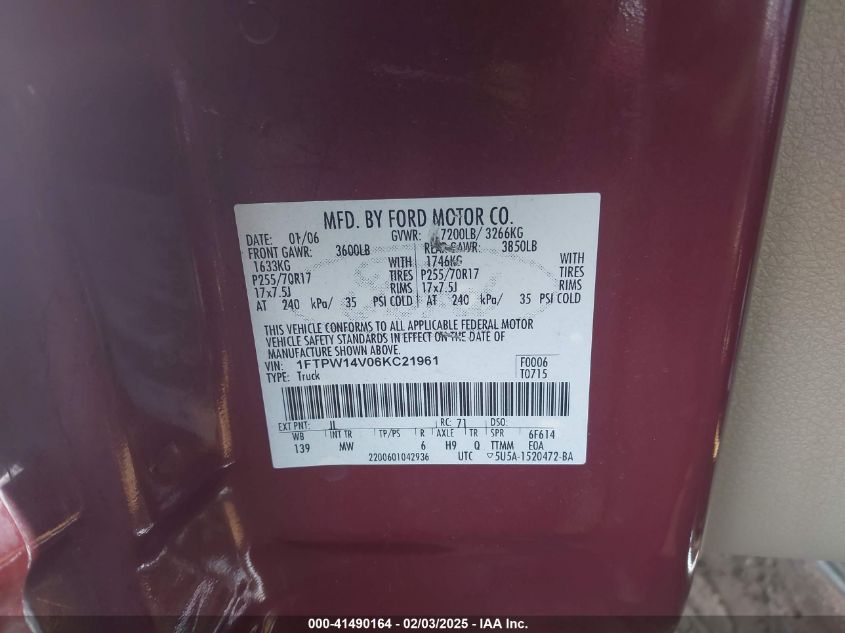 MFD. BY FORD MOTOR CO.
DATE: 01/06 GVWR: 7200LB/ 3266KG
FRONT GAWR: 3600LB REAR GAWR: 3850LB
1633KG WITH 1746KG WITH
P255/70R17 TIRES P255/70R17 TIRES
17x7.5J RIMS 17x7.5J RIMS
AT 240 kPa/ 35 PSI COLD AT 240 kPa/ 35 PSI COLD
THIS VEHICLE CONFORMS TO ALL APPLICABLE FEDERAL MOTOR
VEHICLE SAFETY STANDARDS IN EFFECT ON THE DATE OF
MANUFACTURE SHOWN ABOVE.
VIN: 1FTPW14V06KC21961 F0006
TYPE: Truck T0715
EXT PNT: JL RC: 71 DSO:
WB INT TR TP/PS R AXLE TR SPR 6F614
139 MW 6 H9 Q TTMM EOA
2200601042936 UTC 5U5A-1520472-BA
000-41490164 - 02/03/2025 - IAA Inc.